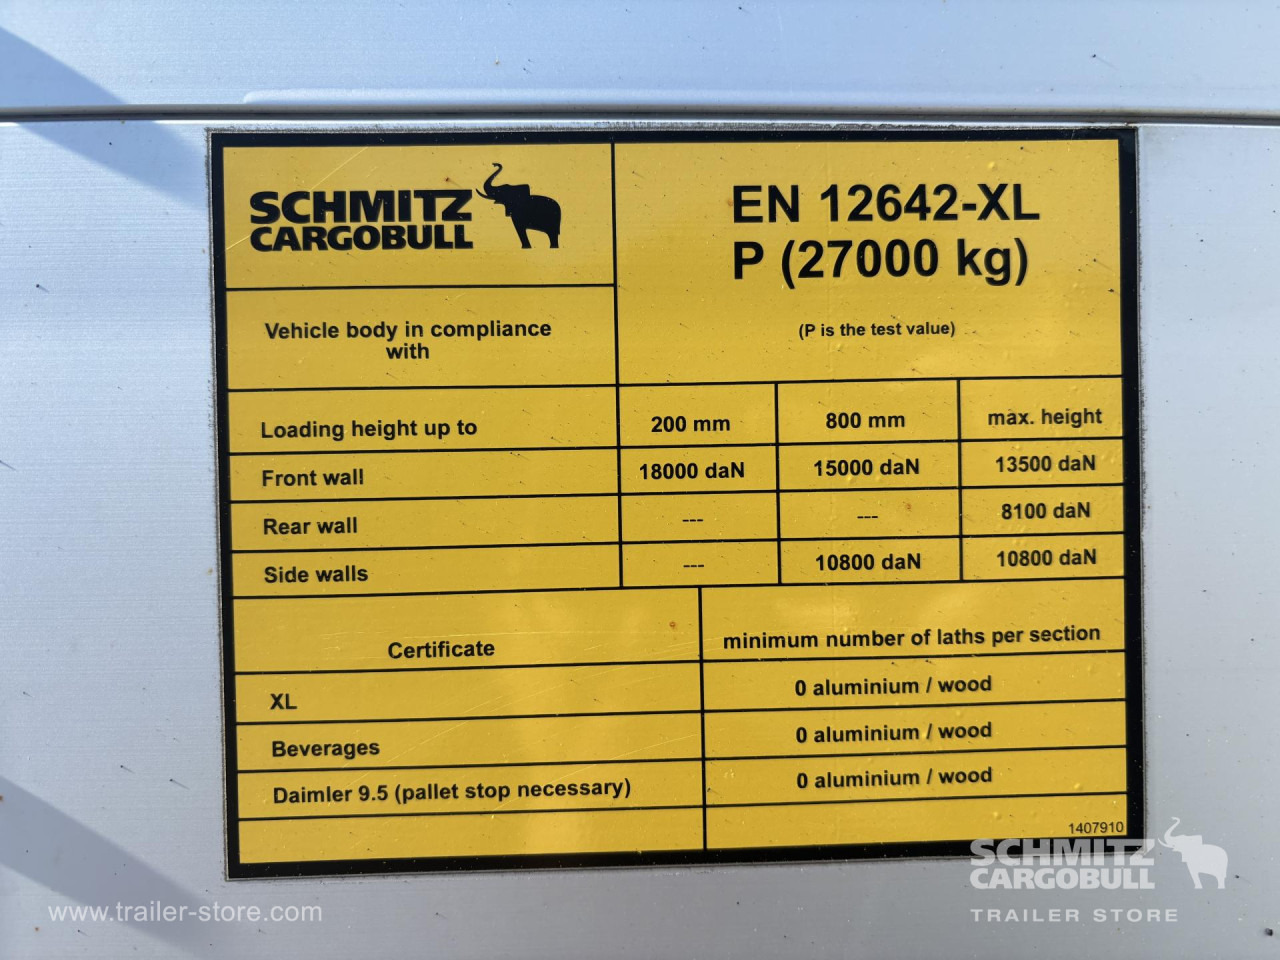 SCHMITZ
CARGOBULL
EN 12642-XL
P (27000 kg)
(P is the test value)
Vehicle body in compliance
with
Loading height up to 200 mm 800 mm max. height
Front wall 18000 daN 15000 daN 13500 daN
Rear wall --- --- 8100 daN
Side walls --- 10800 daN 10800 daN
Certificate minimum number of laths per section
XL 0 aluminium / wood
Beverages 0 aluminium / wood
Daimler 9.5 (pallet stop necessary) 0 aluminium / wood
1407910
SCHMITZ
CARGOBULL
TRAILER STORE
www.trailer-store.com